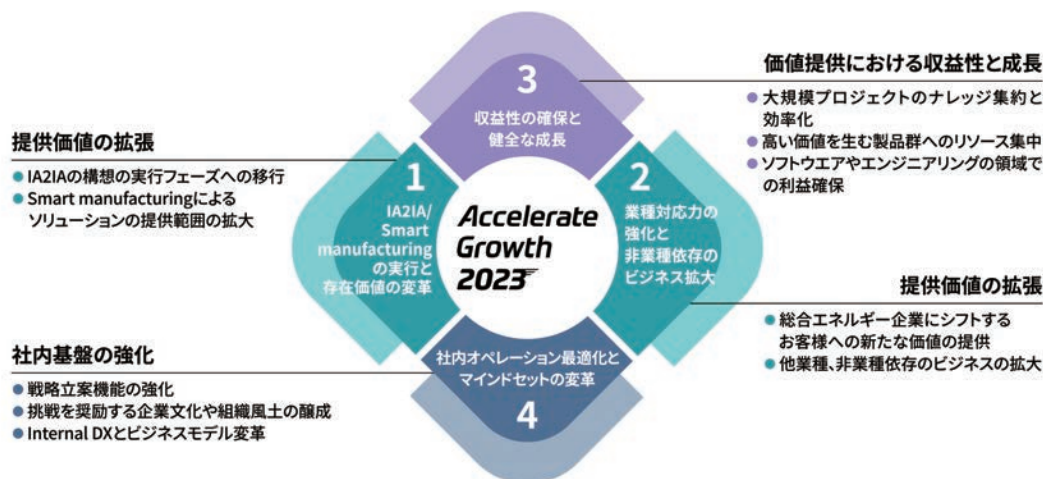 3
収益性の確保と
健全な成長
価値提供における収益性と成長
大規模プロジェクトのナレッジ集約と
効率化
高い価値を生む製品群へのリソース集中
ソフトウエアやエンジニアリングの領域で
の利益確保
提供価値の拡張
IA2IAの構想の実行フェーズへの移行
Smart manufacturingによる
ソリューションの提供範囲の拡大
1
IA2IA/
Smart
manufacturing
の実行と
存在価値の変革
Accelerate
Growth
2023
2
業種対応力の
強化と
非業種依存の
ビジネス拡大
提供価値の拡張
総合エネルギー企業にシフトする
お客様への新たな価値の提供
他業種、非業種依存のビジネスの拡大
社内基盤の強化
戦略立案機能の強化
挑戦を奨励する企業文化や組織風土の醸成
Internal DXとビジネスモデル変革
社内オペレーション最適化と
マインドセットの変革
4